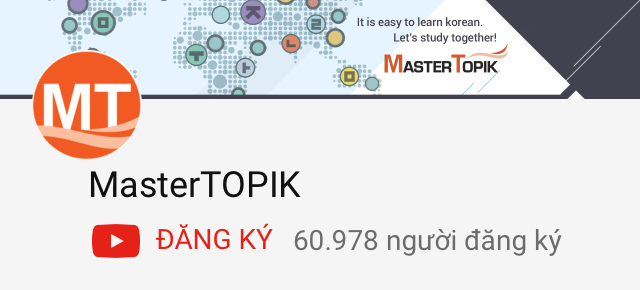 It is easy to learn korean.
Let's study together!
MASTERTOPIK
MT
MasterTOPIK
ĐĂNG KÝ 60.978 người đăng ký